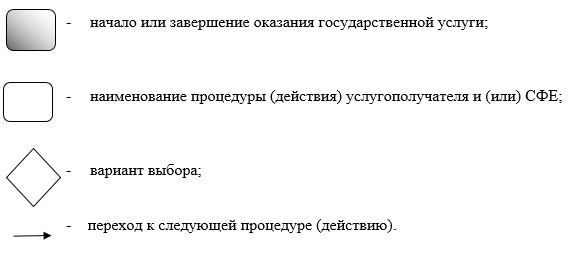 - начало или завершение оказания государственной услуги;
- наименование процедуры (действия) услугополучателя и (или) СФЕ;
- вариант выбора;
- переход к следующей процедуре (действию).